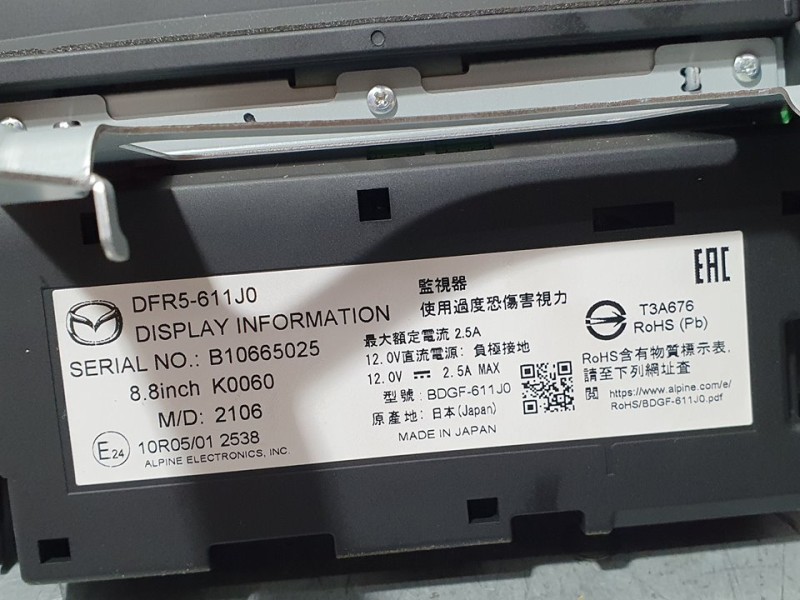 DFR5-611J0
DISPLAY INFORMATION
SERIAL NO.: B10665025
8.8inch K0060
M/D: 2106
E24 10R05/01 2538
ALPINE ELECTRONICS, INC.
監視器
使用過度恐傷害視力
最大額定電流 2.5A
12.0V直流電源: 負極接地
12.0V ⎓ 2.5A MAX
型號: BDGF-611J0
原產地: 日本(Japan)
MADE IN JAPAN
EAC
T3A676
RoHS (Pb)
RoHS含有物質標示表.
請至下列網址查
閲 https://www.alpine.com/e/
RoHS/BDGF-611J0.pdf